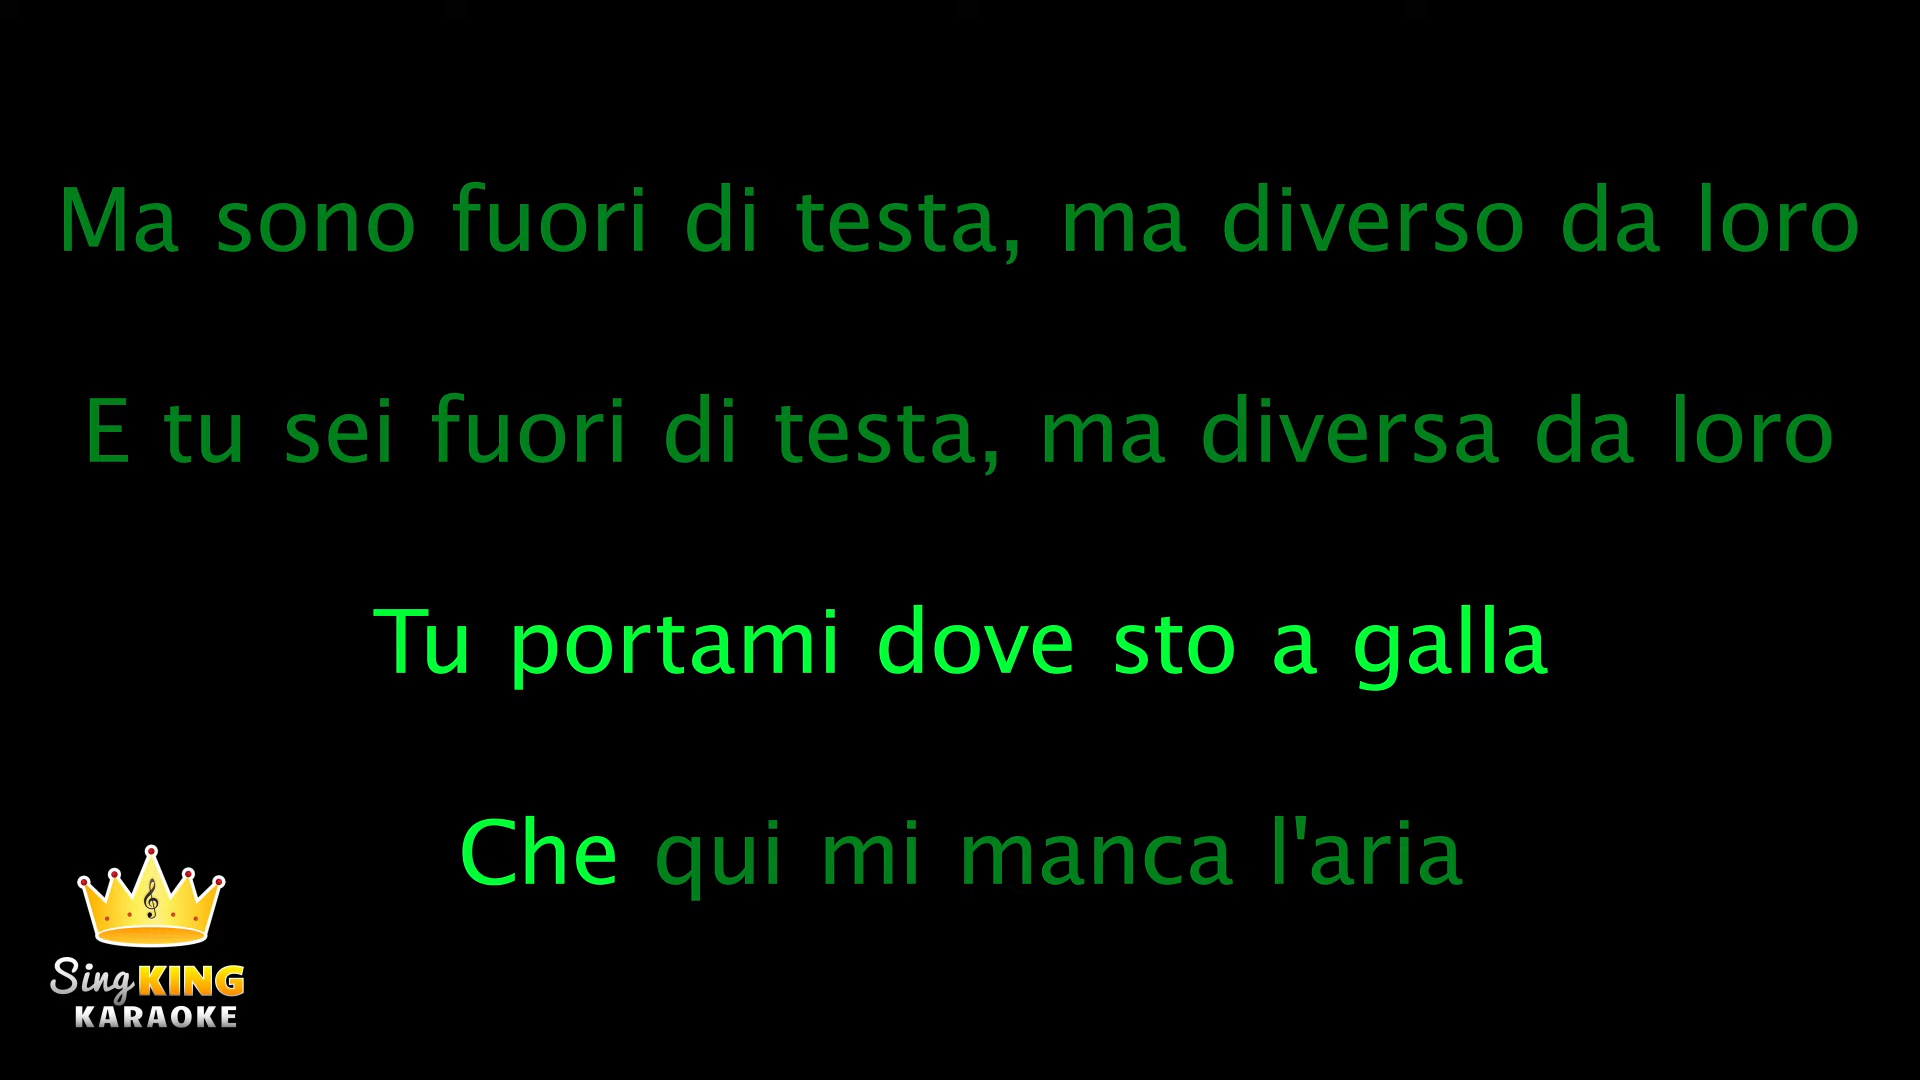 Ma sono fuori di testa, ma diverso da loro
E tu sei fuori di testa, ma diversa da loro
Tu portami dove sto a galla
Che qui mi manca l'aria
Sing KING
KARAOKE